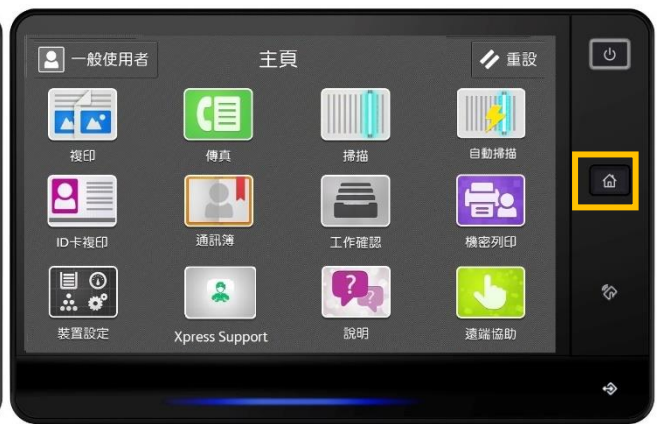 一般使用者
主頁
重設
複印
傳真
掃描
自動掃描
ID卡複印
通訊簿
工作確認
機密列印
裝置設定
Xpress Support
說明
遠端協助